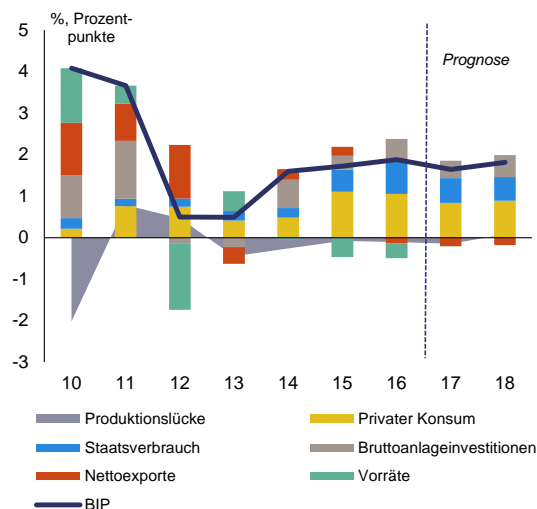 %, Prozent-
punkte
Prognose
5
4
3
2
1
0
-1
-2
-3
10 11 12 13 14 15 16 17 18
Produktionslücke Privater Konsum
Staatsverbrauch Bruttoanlageinvestitionen
Nettoexporte Vorräte
BIP